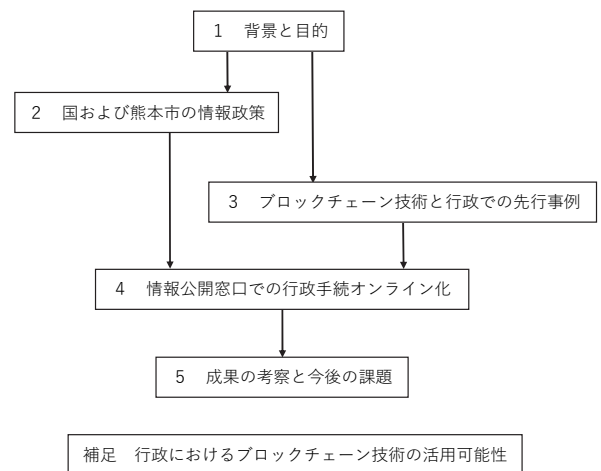 1　背景と目的
2　国および熊本市の情報政策
3　ブロックチェーン技術と行政での先行事例
4　情報公開窓口での行政手続オンライン化
5　成果の考察と今後の課題
補足　行政におけるブロックチェーン技術の活用可能性